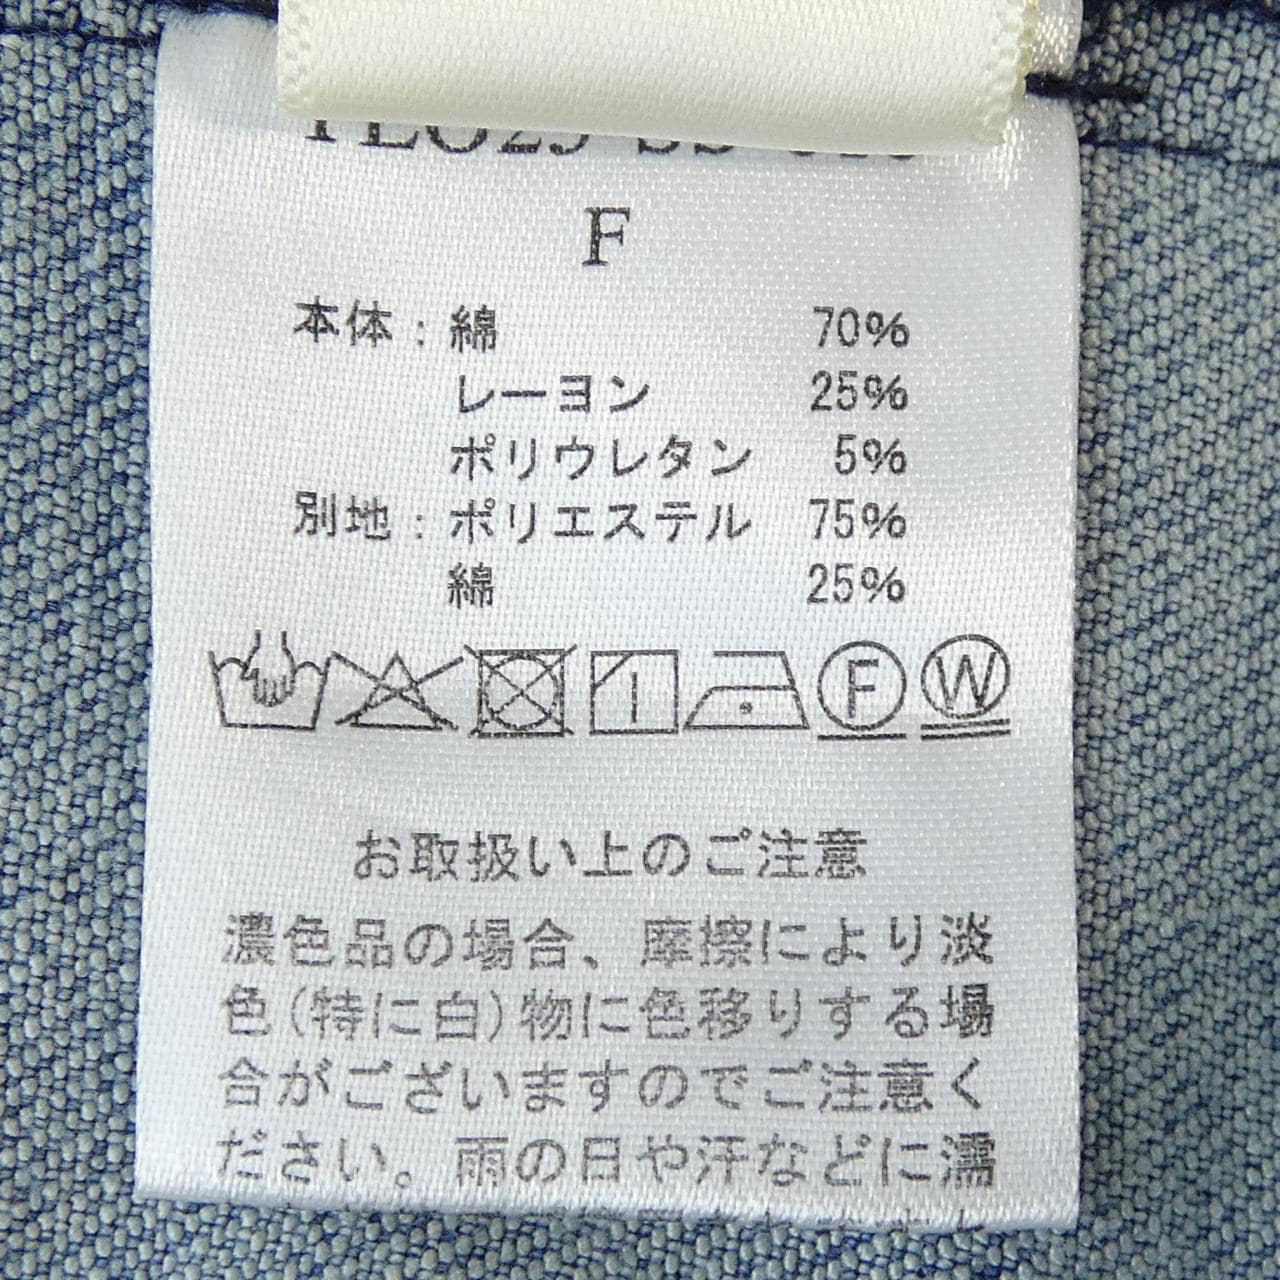 F
本体：綿 70%
レーヨン 25%
ポリウレタン 5%
別地：ポリエステル 75%
綿 25%
F W
お取扱い上のご注意
濃色品の場合、摩擦により淡
色(特に白)物に色移りする場
合がございますのでご注意く
ださい。雨の日や汗などに濡